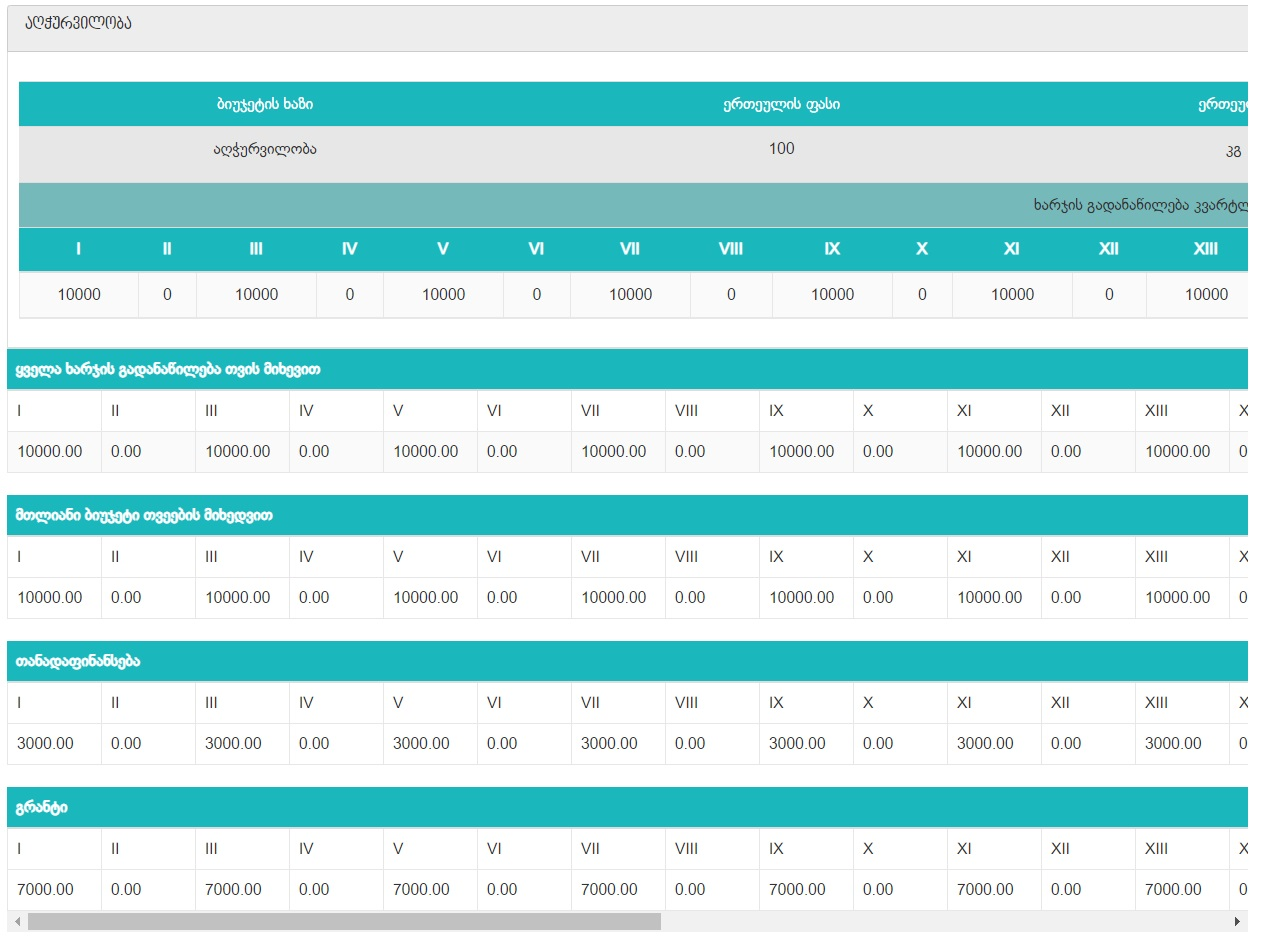 აღჭურვილობა
ბიუჯეტის ხაზი ერთეულის ფასი
აღჭურვილობა 100 კგ
ხარჯის გადანაწილება
I II III IV V VI VII VIII IX X XI XII XIII
10000 0 10000 0 10000 0 10000 0 10000 0 10000 0 10000
ყველა ხარჯის გადანაწილება თვის მიხევით
I II III IV V VI VII VIII IX X XI XII XIII X
10000.00 0.00 10000.00 0.00 10000.00 0.00 10000.00 0.00 10000.00 0.00 10000.00 0.00 10000.00 0
მთლიანი ბიუჯეტი თვეების მიხედვით
I II III IV V VI VII VIII IX X XI XII XIII X
10000.00 0.00 10000.00 0.00 10000.00 0.00 10000.00 0.00 10000.00 0.00 10000.00 0.00 10000.00 0
თანადაფინანსება
I II III IV V VI VII VIII IX X XI XII XIII X
3000.00 0.00 3000.00 0.00 3000.00 0.00 3000.00 0.00 3000.00 0.00 3000.00 0.00 3000.00 0
გრანტი
I II III IV V VI VII VIII IX X XI XII XIII X
7000.00 0.00 7000.00 0.00 7000.00 0.00 7000.00 0.00 7000.00 0.00 7000.00 0.00 7000.00 0